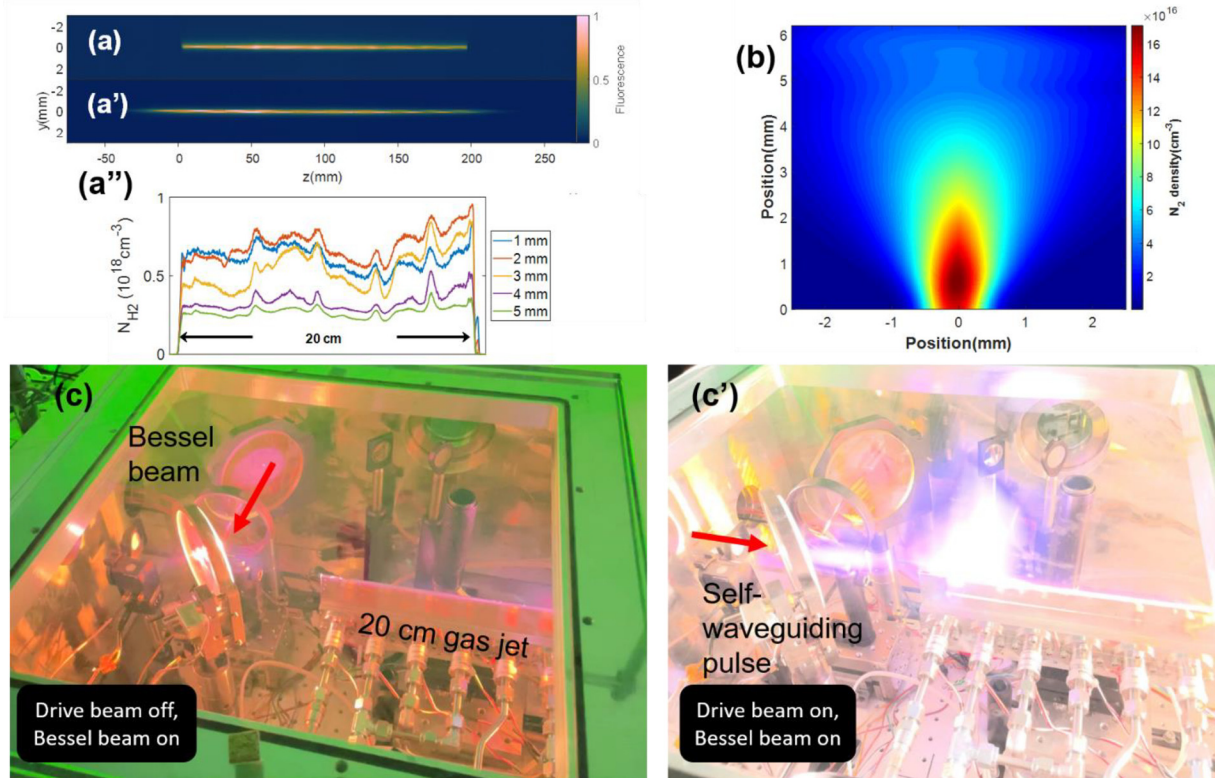 (a)
(a')
-2
0
2
-2
0
2
y(mm)
-50
0
50
100
150
200
250
z(mm)
1
0.5
0
Fluorescence
(a'')
1
0.5
0
N_H2 (10^18cm^-3)
1 mm
2 mm
3 mm
4 mm
5 mm
20 cm
(b)
6
5
4
3
2
1
0
Position(mm)
-2
-1
0
1
2
Position(mm)
×10^16
16
14
12
10
8
6
4
2
N_2 density(cm^-3)
(c)
Bessel
beam
20 cm gas jet
Drive beam off,
Bessel beam on
(c')
Self-
waveguiding
pulse
Drive beam on,
Bessel beam on